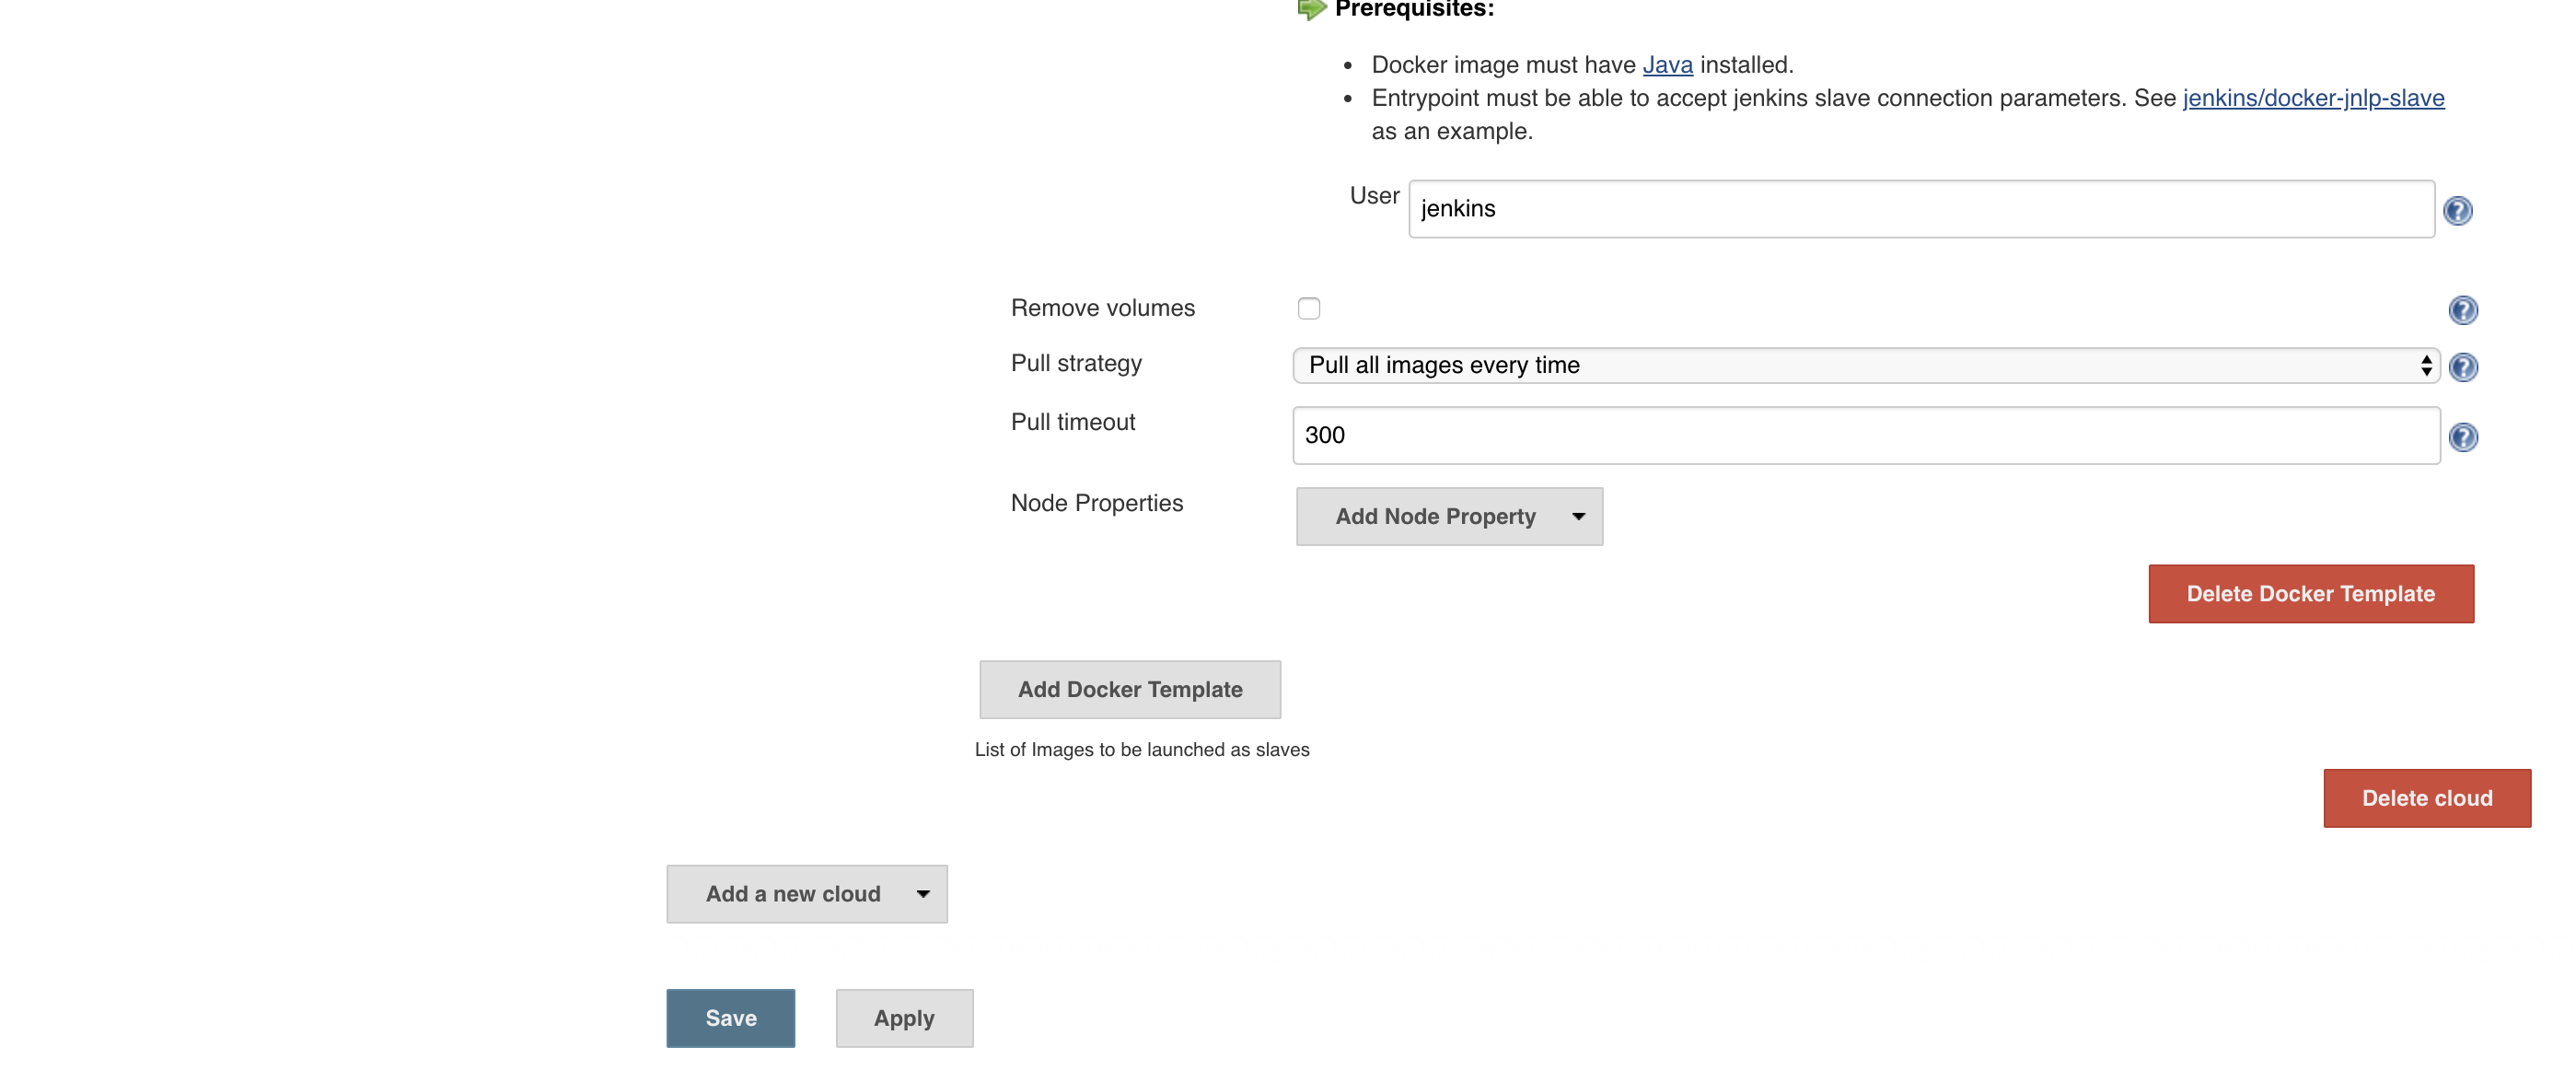 Prerequisites:
Docker image must have Java installed.
Entrypoint must be able to accept jenkins slave connection parameters. See jenkins/docker-jnlp-slave
as an example.
User
jenkins
Remove volumes
Pull strategy
Pull all images every time
Pull timeout
300
Node Properties
Add Node Property
Delete Docker Template
Add Docker Template
List of Images to be launched as slaves
Delete cloud
Add a new cloud
Save
Apply